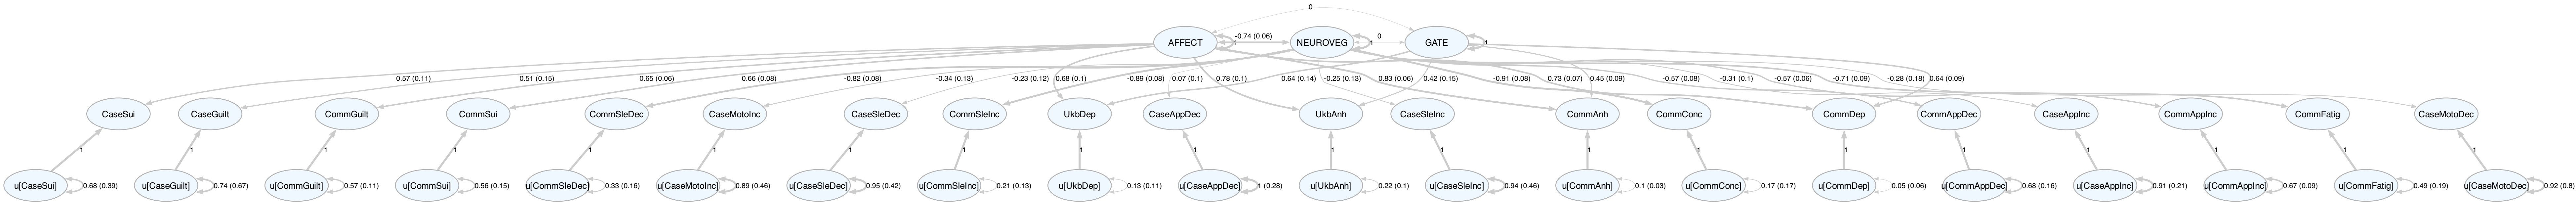 0
AFFECT -0.74 (0.06) 1 NEUROVEG 1 0 GATE 1
0.57 (0.11) 0.51 (0.15) 0.65 (0.06) 0.66 (0.08) -0.82 (0.08) -0.34 (0.13) -0.23 (0.12) 0.68 (0.1) -0.89 (0.08) 0.07 (0.1) 0.78 (0.1) 0.64 (0.14) -0.25 (0.13) 0.83 (0.06) 0.42 (0.15) -0.91 (0.08) 0.73 (0.07) 0.45 (0.09) -0.57 (0.08) -0.31 (0.1) -0.57 (0.06) -0.71 (0.09) -0.28 (0.18) 0.64 (0.09)
CaseSui CaseGuilt CommGuilt CommSui CommSleDec CaseMotoInc CaseSleDec CommSleInc UkbDep CaseAppDec UkbAnh CaseSleInc CommAnh CommConc CommDep CommAppDec CaseAppInc CommAppInc CommFatig CaseMotoDec
1 1 1 1 1 1 1 1 1 1 1 1 1 1 1 1 1 1 1 1
u[CaseSui] 0.68 (0.39) u[CaseGuilt] 0.74 (0.67) u[CommGuilt] 0.57 (0.11) u[CommSui] 0.56 (0.15) u[CommSleDec] 0.33 (0.16) u[CaseMotoInc] 0.89 (0.46) u[CaseSleDec] 0.95 (0.42) u[CommSleInc] 0.21 (0.13) u[UkbDep] 0.13 (0.11) u[CaseAppDec] 1 (0.28) u[UkbAnh] 0.22 (0.1) u[CaseSleInc] 0.94 (0.46) u[CommAnh] 0.1 (0.03) u[CommConc] 0.17 (0.17) u[CommDep] 0.05 (0.06) u[CommAppDec] 0.68 (0.16) u[CaseAppInc] 0.91 (0.21) u[CommAppInc] 0.67 (0.09) u[CommFatig] 0.49 (0.19) u[CaseMotoDec] 0.92 (0.8)